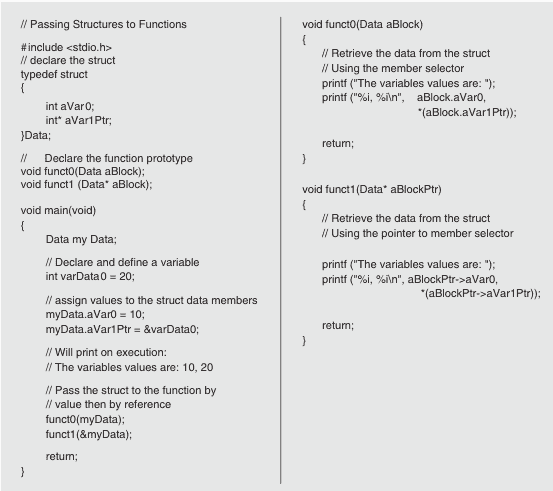 // Passing Structures to Functions
#include <stdio.h>
// declare the struct
typedef struct
{
int aVar0;
int* aVar1Ptr;
}Data;
// Declare the function prototype
void funct0(Data aBlock);
void funct1 (Data* aBlock);
void main(void)
{
Data my Data;
// Declare and define a variable
int varData0 = 20;
// assign values to the struct data members
myData.aVar0 = 10;
myData.aVar1Ptr = &varData0;
// Will print on execution:
// The variables values are: 10, 20
// Pass the struct to the function by
// value then by reference
funct0(myData);
funct1(&myData);
return;
}
void funct0(Data aBlock)
{
// Retrieve the data from the struct
// Using the member selector
printf ("The variables values are: ");
printf ("%i, %i\n", aBlock.aVar0,
*(aBlock.aVar1Ptr));
return;
}
void funct1(Data* aBlockPtr)
{
// Retrieve the data from the struct
// Using the pointer to member selector
printf ("The variables values are: ");
printf ("%i, %i\n", aBlockPtr->aVar0,
*(aBlockPtr->aVar1Ptr));
return;
}